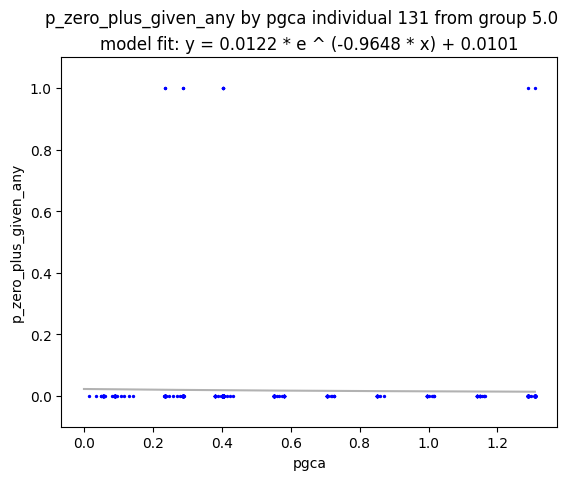 p_zero_plus_given_any by pgca individual 131 from group 5.0
model fit: y = 0.0122 * e ^ (-0.9648 * x) + 0.0101
1.0
0.8
0.6
0.4
0.2
0.0
p_zero_plus_given_any
0.0 0.2 0.4 0.6 0.8 1.0 1.2
pgca